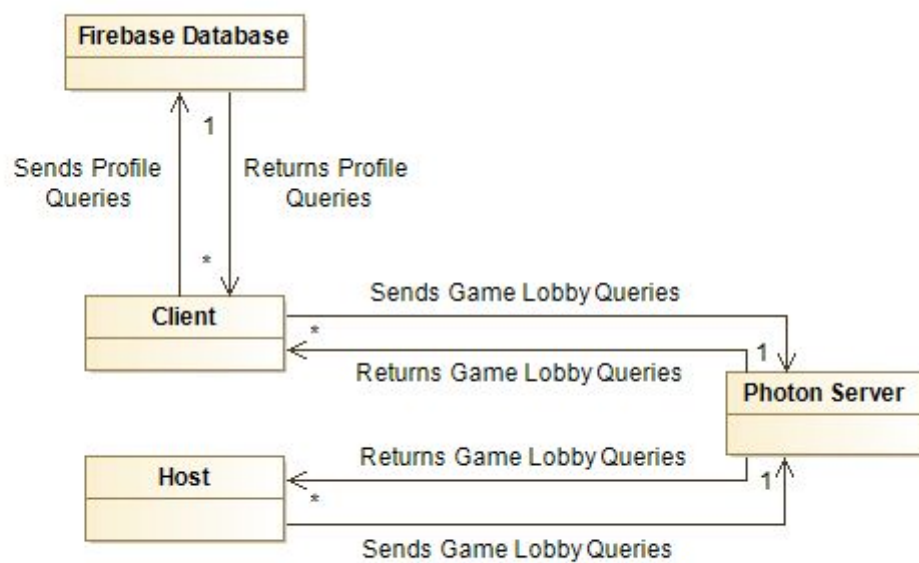 Firebase Database
1
Sends Profile
Queries
Returns Profile
Queries
*
Client
Sends Game Lobby Queries
*
1
Returns Game Lobby Queries
Photon Server
Host
Returns Game Lobby Queries
*
1
Sends Game Lobby Queries